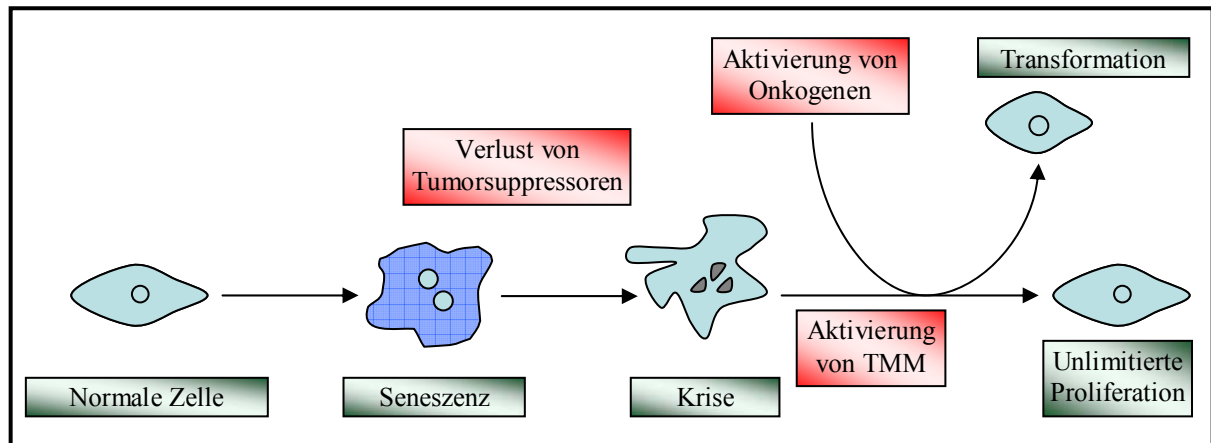 Aktivierung von
Onkogenen
Transformation
Verlust von
Tumorsuppressoren
Aktivierung
von TMM
Normale Zelle
Seneszenz
Krise
Unlimitierte
Proliferation